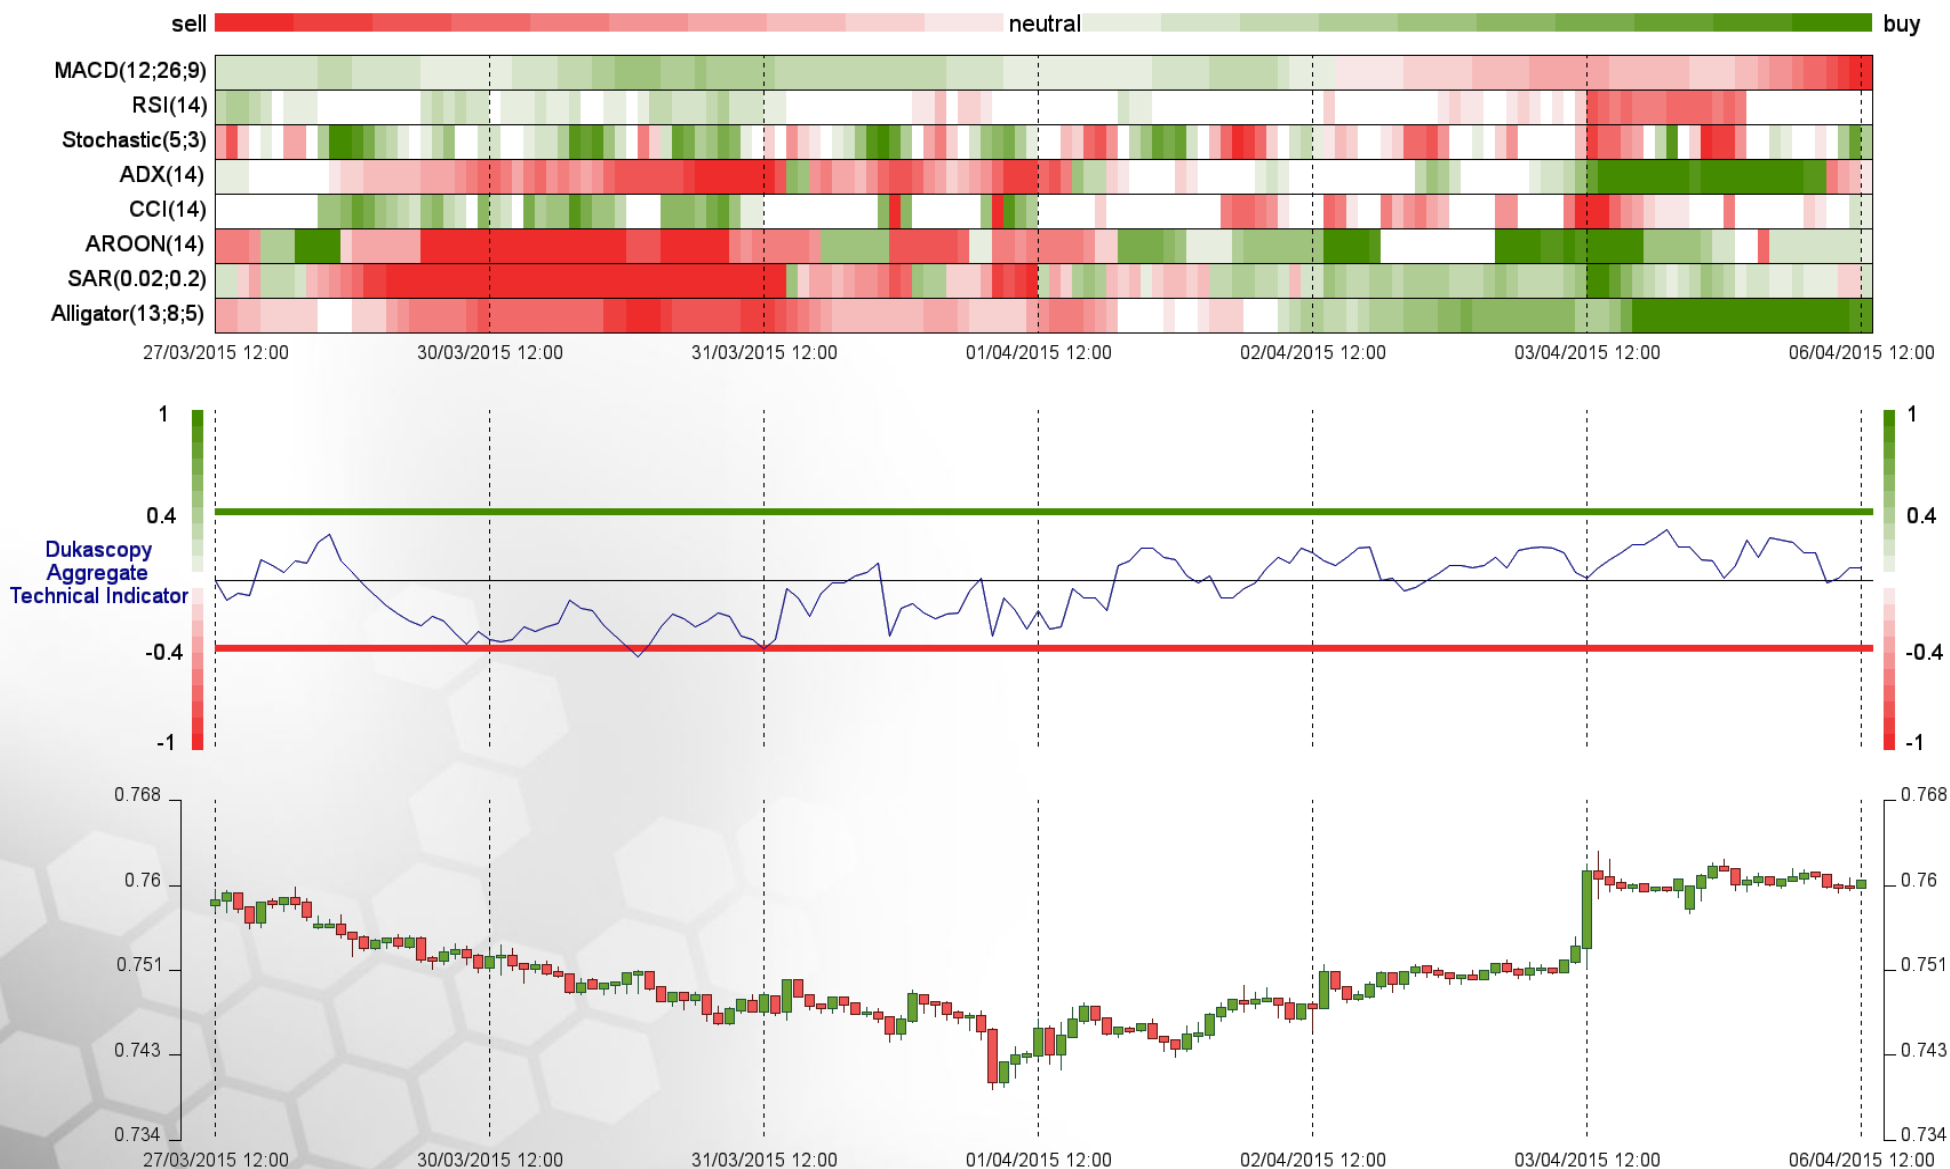 sell neutral buy
MACD(12;26;9)
RSI(14)
Stochastic(5;3)
ADX(14)
CCI(14)
AROON(14)
SAR(0.02;0.2)
Alligator(13;8;5)
27/03/2015 12:00 30/03/2015 12:00 31/03/2015 12:00 01/04/2015 12:00 02/04/2015 12:00 03/04/2015 12:00 06/04/2015 12:00
1 1
0.4 0.4
Dukascopy
Aggregate
Technical Indicator
-0.4 -0.4
-1 -1
0.768 0.768
0.76 0.76
0.751 0.751
0.743 0.743
0.734 0.734
27/03/2015 12:00 30/03/2015 12:00 31/03/2015 12:00 01/04/2015 12:00 02/04/2015 12:00 03/04/2015 12:00 06/04/2015 12:00